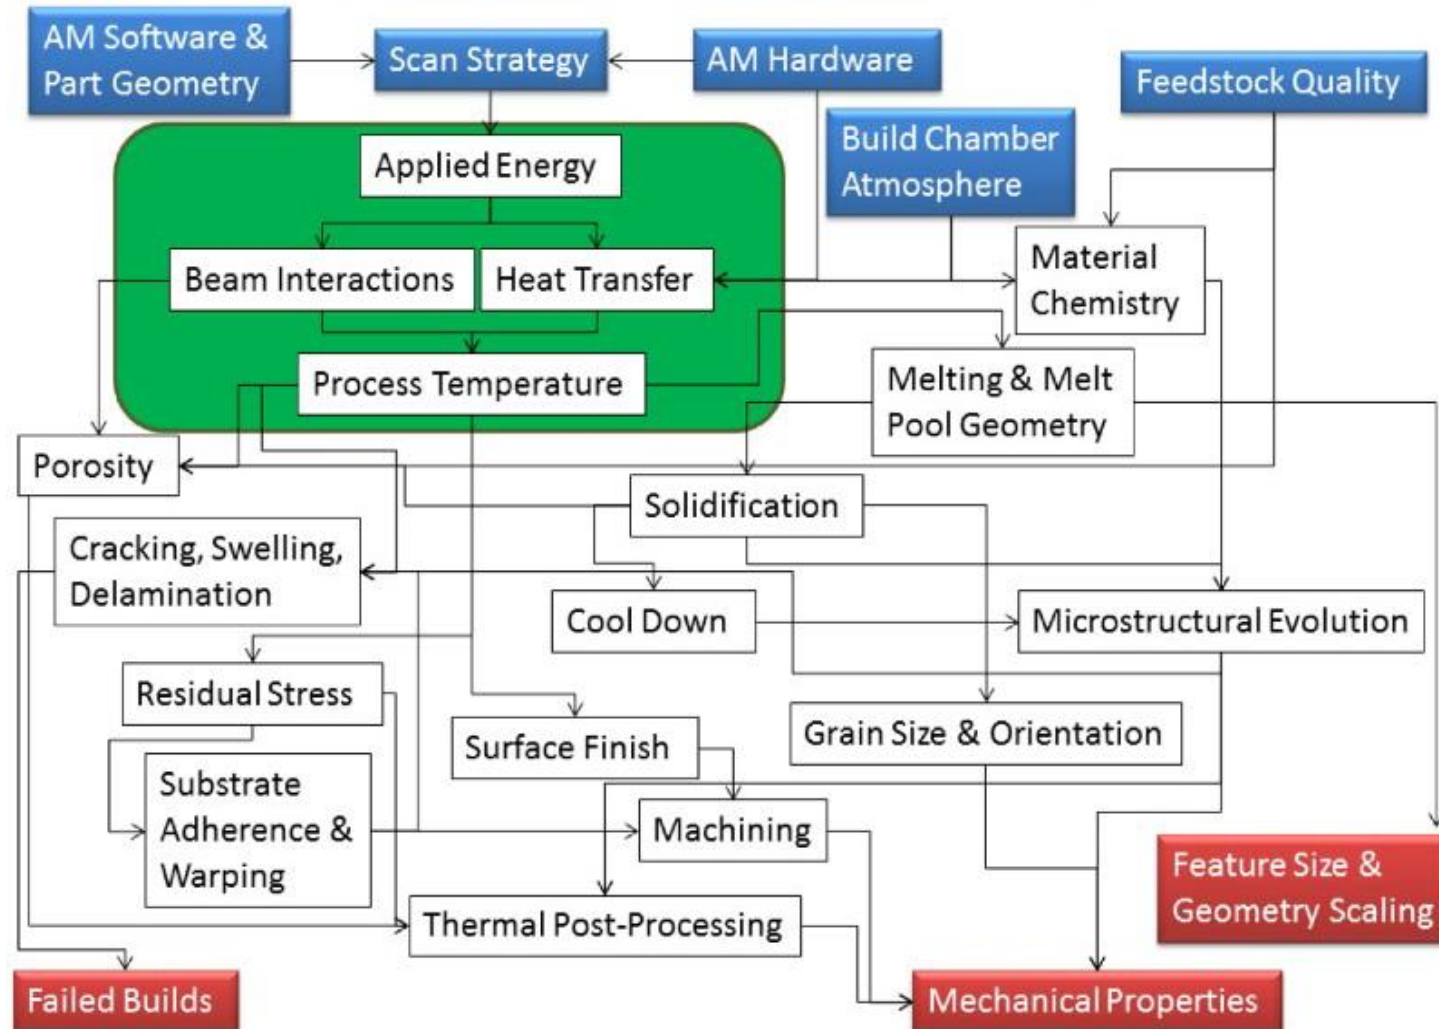 AM Software &
Part Geometry
Scan Strategy
AM Hardware
Feedstock Quality
Build Chamber
Atmosphere
Applied Energy
Beam Interactions
Heat Transfer
Material
Chemistry
Process Temperature
Melting & Melt
Pool Geometry
Porosity
Solidification
Cracking, Swelling,
Delamination
Cool Down
Microstructural Evolution
Residual Stress
Surface Finish
Grain Size & Orientation
Substrate
Adherence &
Warping
Machining
Feature Size &
Geometry Scaling
Thermal Post-Processing
Failed Builds
Mechanical Properties